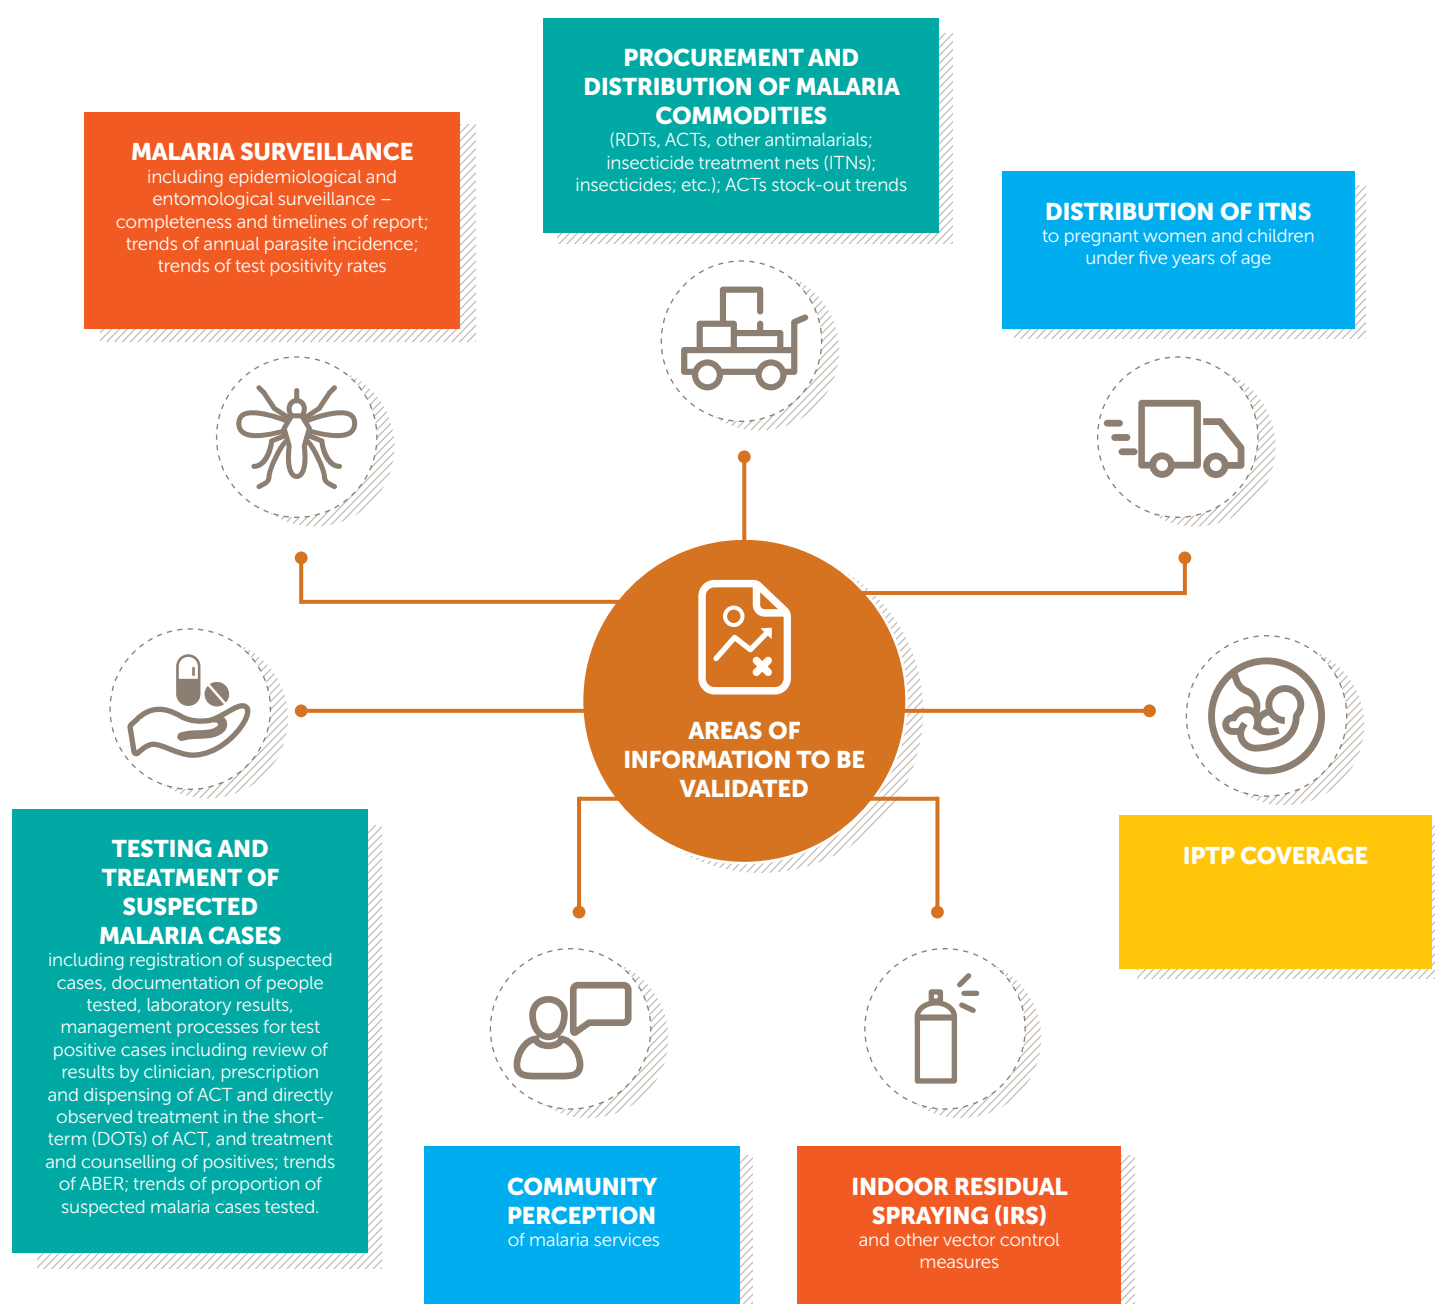 PROCUREMENT AND
DISTRIBUTION OF MALARIA
COMMODITIES
(RDTs, ACTs, other antimalarials;
insecticide treatment nets (ITNs);
insecticides; etc.); ACTs stock-out trends
MALARIA SURVEILLANCE
including epidemiological and
entomological surveillance –
completeness and timelines of report;
trends of annual parasite incidence;
trends of test positivity rates
DISTRIBUTION OF ITNS
to pregnant women and children
under five years of age
AREAS OF
INFORMATION TO BE
VALIDATED
TESTING AND
TREATMENT OF
SUSPECTED
MALARIA CASES
including registration of suspected
cases, documentation of people
tested, laboratory results,
management processes for test
positive cases including review of
results by clinician, prescription
and dispensing of ACT and directly
observed treatment in the short-
term (DOTs) of ACT, and treatment
and counselling of positives; trends
of ABER; trends of proportion of
suspected malaria cases tested.
IPTP COVERAGE
COMMUNITY
PERCEPTION
of malaria services
INDOOR RESIDUAL
SPRAYING (IRS)
and other vector control
measures